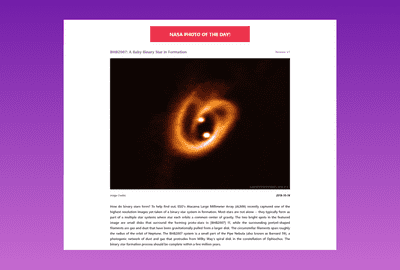 NASA PHOTO OF THE DAY!
BHB2007: A Baby Binary Star in Formation
Image Credit:
How do binary stars form? To help find out, ESO's Atacama Large Millimeter Array (ALMA) recently captured one of the
highest resolution images yet taken of a binary star system in formation. Most stars are not alone -- they typically form as
part of a multiple star systems where star each orbits a common center of gravity. The two bright spots in the featured
image are small disks that surround the forming proto-stars in [BHB2007] 11, while the surrounding pretzel-shaped
filaments are gas and dust that have been gravitationally pulled from a larger disk. The circumstellar filaments span roughly
the radius of the orbit of Neptune. The BHB2007 system is a small part of the Pipe Nebula (also known as Barnard 59), a
photogenic network of dust and gas that protrudes from Milky Way's spiral disk in the constellation of Ophiuchus. The
binary star formation process should be complete within a few million years.